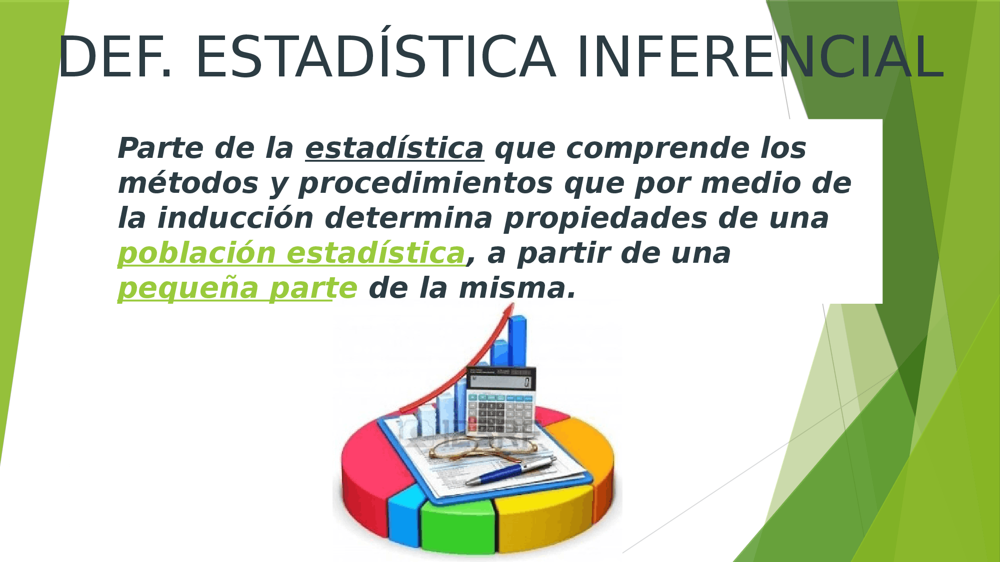 DEF. ESTADÍSTICA INFERENCIAL
Parte de la estadística que comprende los
métodos y procedimientos que por medio de
la inducción determina propiedades de una
población estadística, a partir de una
pequeña parte de la misma.
0